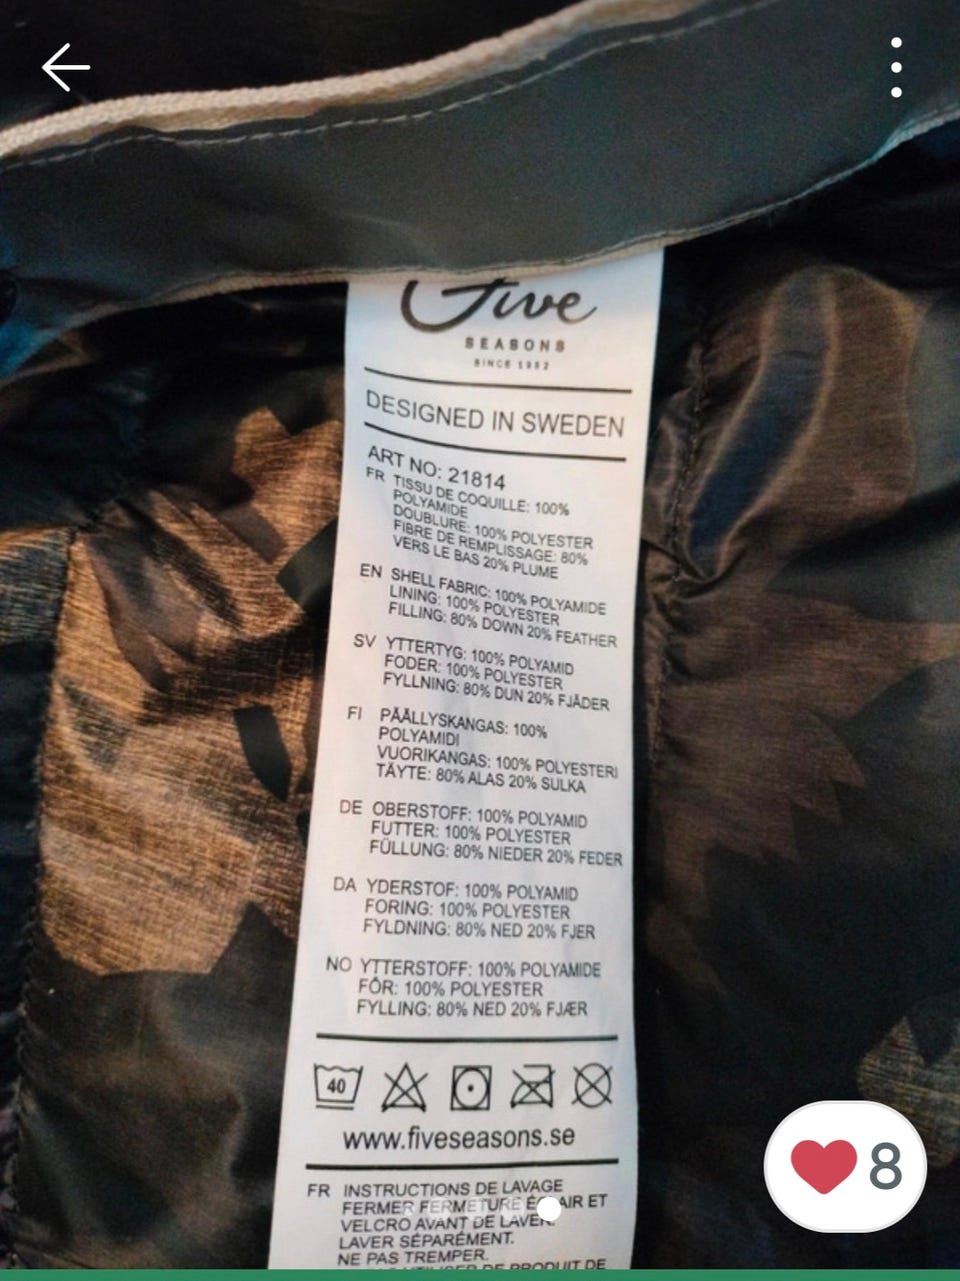 Five
SEASONS
SINCE 1982
DESIGNED IN SWEDEN
ART NO: 21814
FR TISSU DE COQUILLE: 100%
POLYAMIDE
DOUBLURE: 100% POLYESTER
FIBRE DE REMPLISSAGE: 80%
VERS LE BAS 20% PLUME
EN SHELL FABRIC: 100% POLYAMIDE
LINING: 100% POLYESTER
FILLING: 80% DOWN 20% FEATHER
SV YTTERTYG: 100% POLYAMID
FODER: 100% POLYESTER
FYLLNING: 80% DUN 20% FJÄDER
FI PÄÄLLYSKANGAS: 100%
POLYAMIDI
VUORIKANGAS: 100% POLYESTERI
TÄYTE: 80% ALAS 20% SULKA
DE OBERSTOFF: 100% POLYAMID
FUTTER: 100% POLYESTER
FÜLLUNG: 80% NIEDER 20% FEDER
DA YDERSTOF: 100% POLYAMID
FORING: 100% POLYESTER
FYLDNING: 80% NED 20% FJER
NO YTTERSTOFF: 100% POLYAMIDE
FÔR: 100% POLYESTER
FYLLING: 80% NED 20% FJÆR
40
www.fiveseasons.se
FR INSTRUCTIONS DE LAVAGE
FERMER FERMETURE ÉCLAIR ET
VELCRO AVANT DE LAVER.
LAVER SÉPARÉMENT.
NE PAS TREMPER.
UTILISER DE PRODUIT DE
8